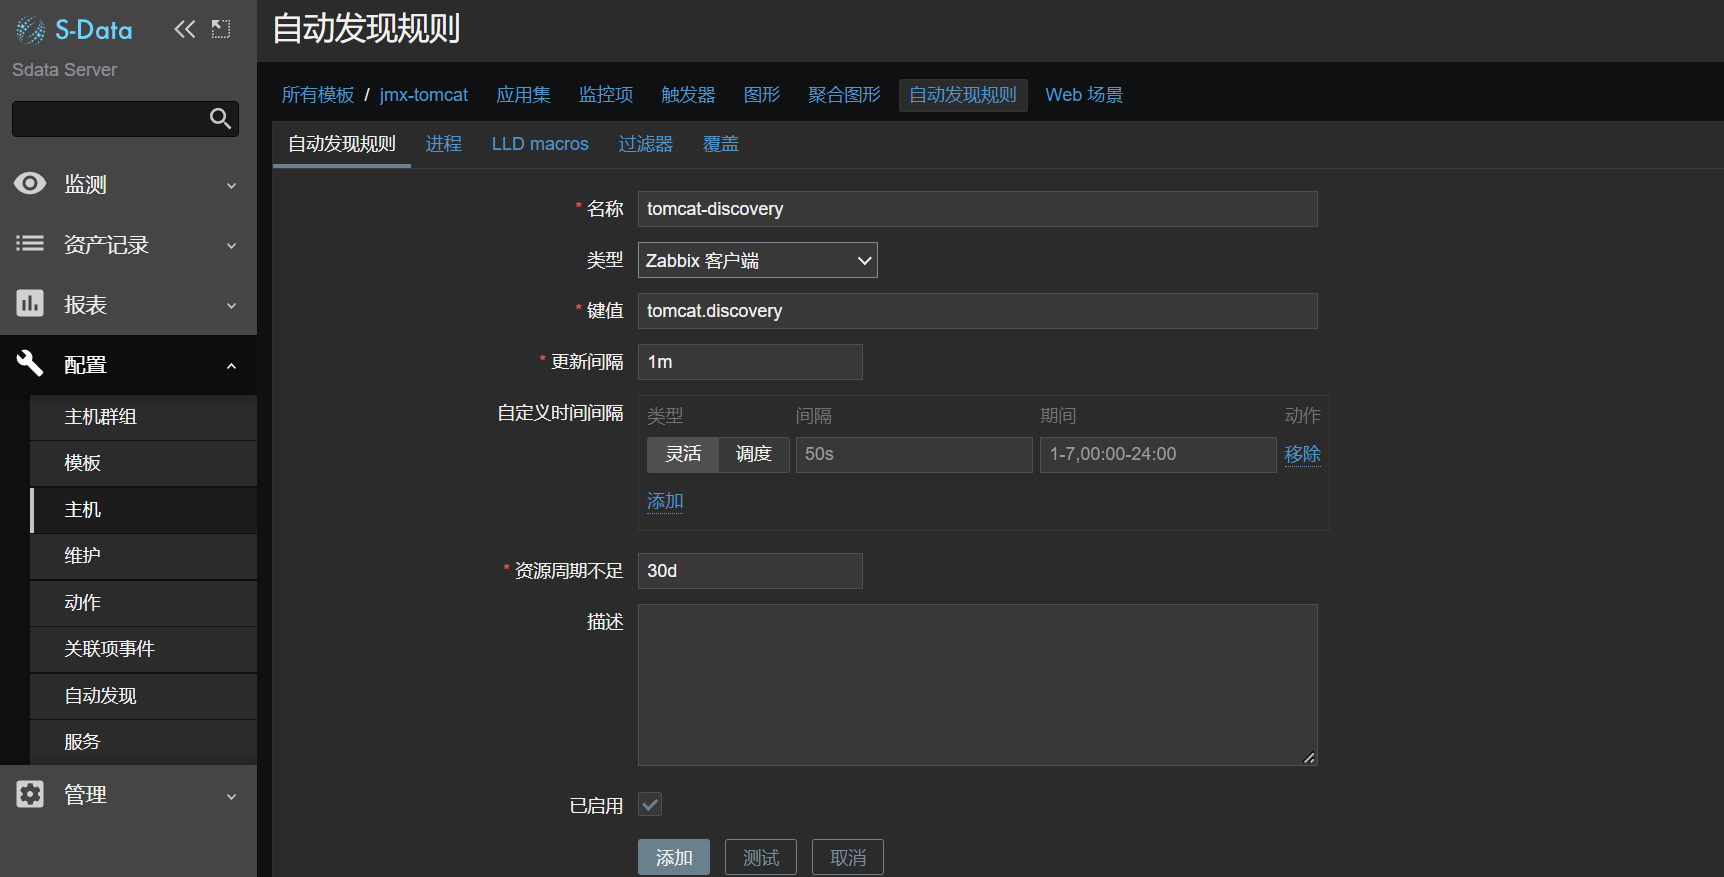 S-Data
Sdata Server
监测
资产记录
报表
配置
主机群组
模板
主机
维护
动作
关联项事件
自动发现
服务
管理
自动发现规则
所有模板 / jmx-tomcat 应用集 监控项 触发器 图形 聚合图形 自动发现规则 Web 场景
自动发现规则 进程 LLD macros 过滤器 覆盖
* 名称 tomcat-discovery
类型 Zabbix 客户端
* 键值 tomcat.discovery
* 更新间隔 1m
自定义时间间隔 类型 间隔 期间 动作
灵活 调度 50s 1-7,00:00-24:00 移除
添加
* 资源周期不足 30d
描述
已启用
添加 测试 取消